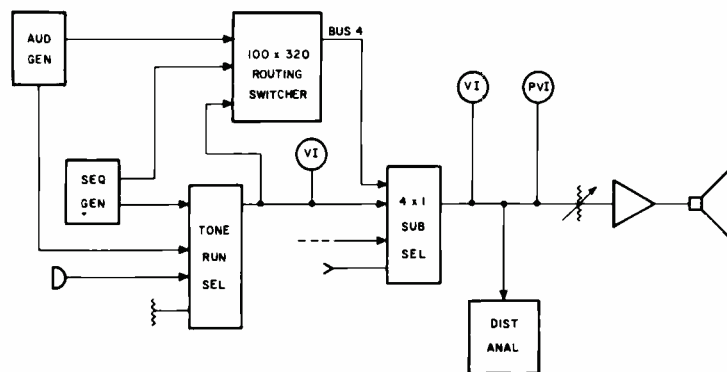 AUD
GEN
100 x 320
ROUTING
SWITCHER
BUS 4
VI
PVI
SEQ
GEN
VI
TONE
RUN
SEL
4 x 1
SUB
SEL
DIST
ANAL